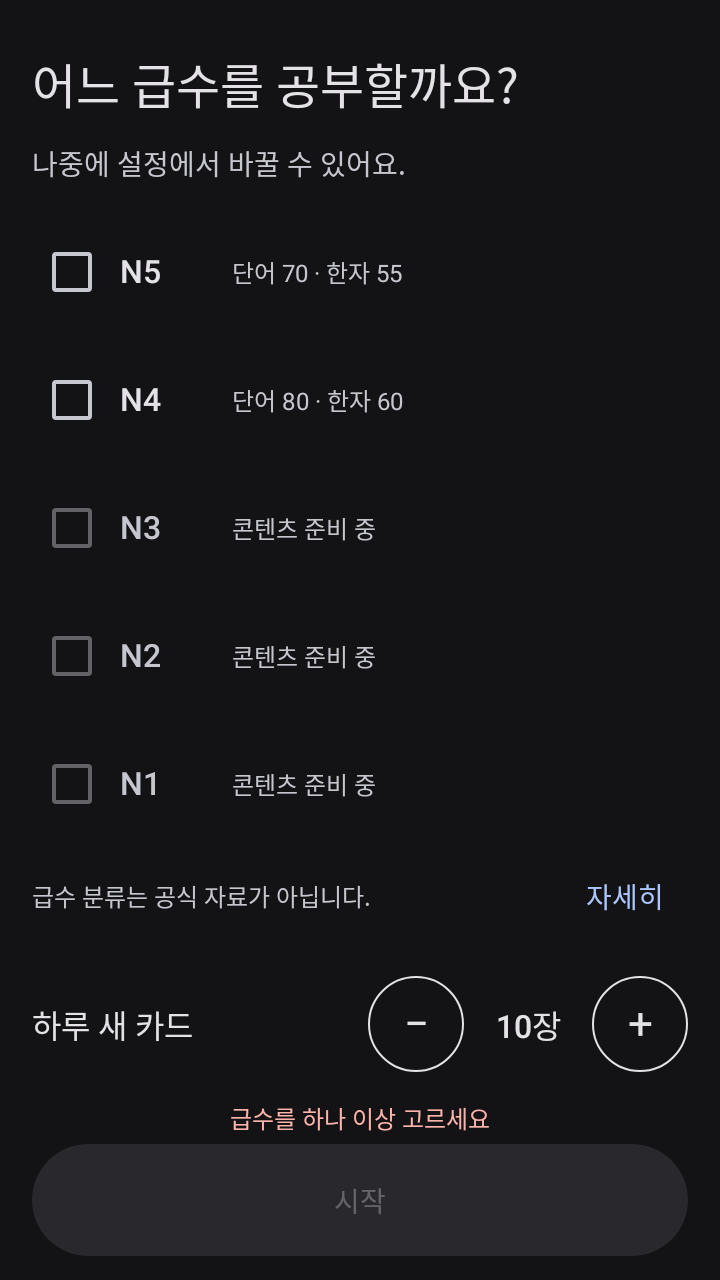 어느 급수를 공부할까요?
나중에 설정에서 바꿀 수 있어요.
N5 단어 70 · 한자 55
N4 단어 80 · 한자 60
N3 콘텐츠 준비 중
N2 콘텐츠 준비 중
N1 콘텐츠 준비 중
급수 분류는 공식 자료가 아닙니다. 자세히
하루 새 카드 − 10장 +
급수를 하나 이상 고르세요
시작